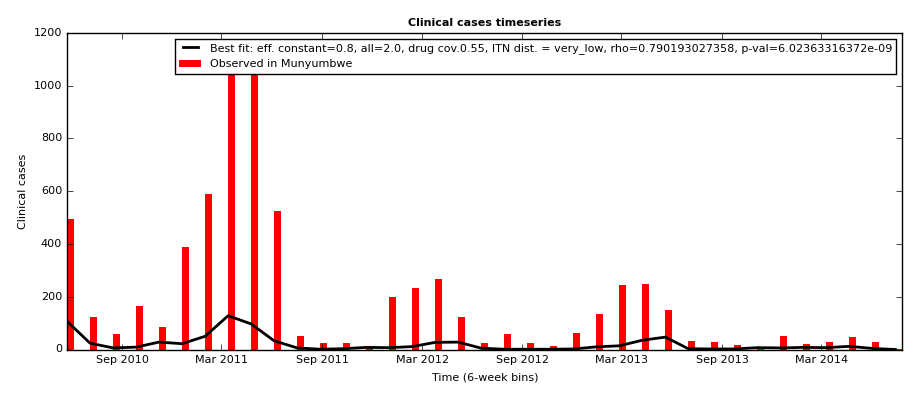 Clinical cases timeseries
Best fit: eff. constant=0.8, all=2.0, drug cov.0.55, ITN dist. = very_low, rho=0.790193027358, p-val=6.02363316372e-09
Observed in Munyumbwe
1200
1000
800
600
400
200
0
Clinical cases
Sep 2010 Mar 2011 Sep 2011 Mar 2012 Sep 2012 Mar 2013 Sep 2013 Mar 2014
Time (6-week bins)